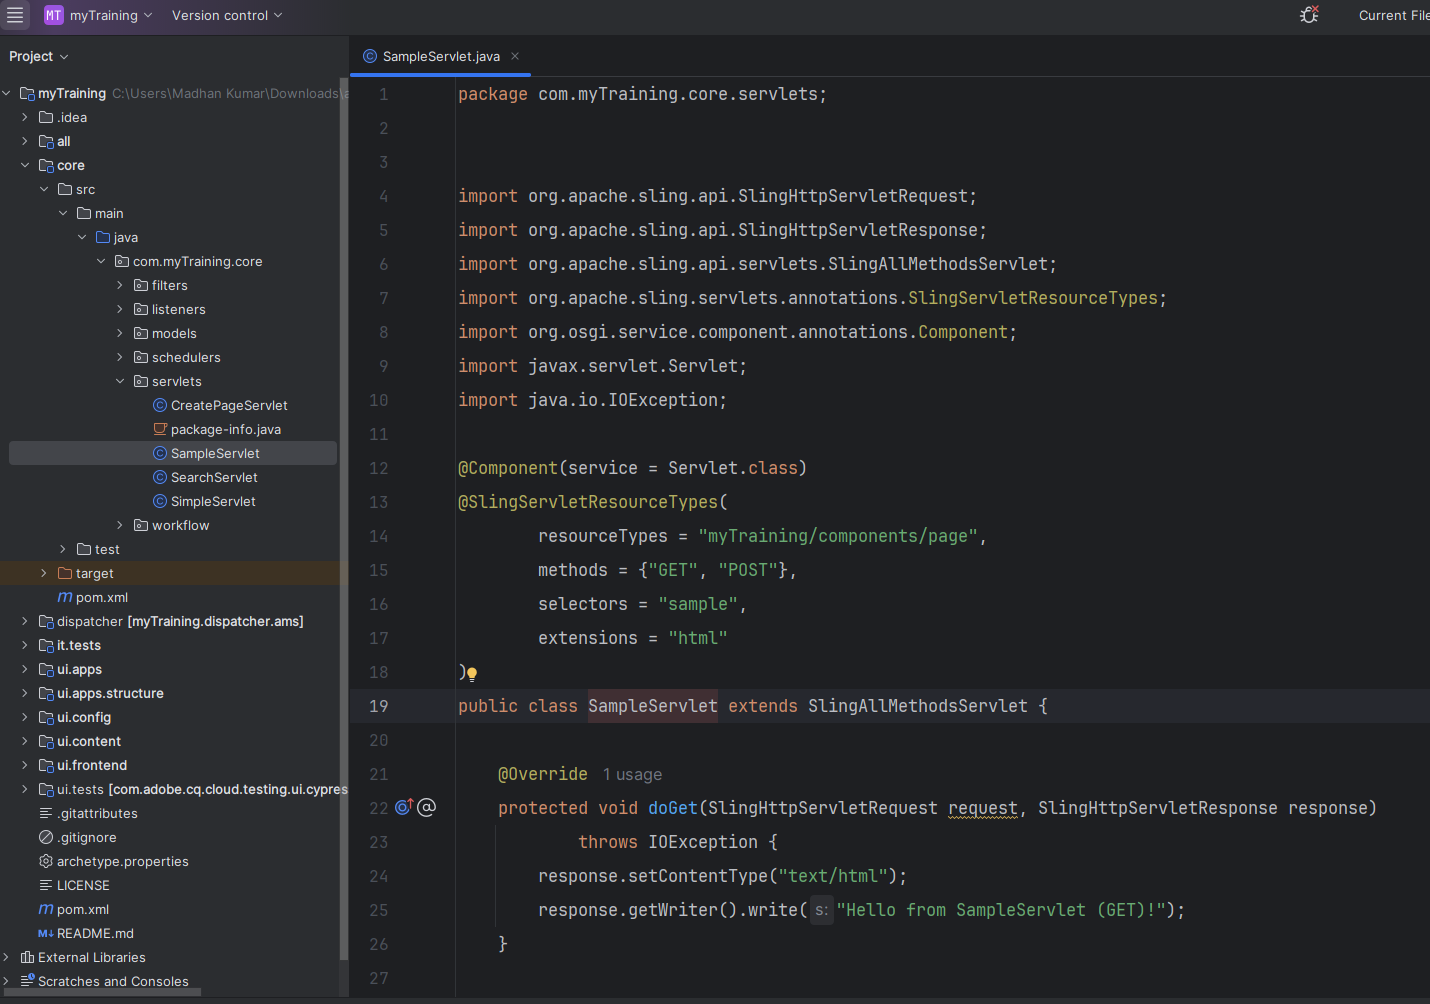 MT myTraining Version control Current File
Project
SampleServlet.java
myTraining C:\Users\Madhan Kumar\Downloads\a
.idea
all
core
src
main
java
com.myTraining.core
filters
listeners
models
schedulers
servlets
CreatePageServlet
package-info.java
SampleServlet
SearchServlet
SimpleServlet
workflow
test
target
m pom.xml
dispatcher [myTraining.dispatcher.ams]
it.tests
ui.apps
ui.apps.structure
ui.config
ui.content
ui.frontend
ui.tests [com.adobe.cq.cloud.testing.ui.cypres
.gitattributes
.gitignore
archetype.properties
LICENSE
m pom.xml
M↓ README.md
External Libraries
Scratches and Consoles
1 package com.myTraining.core.servlets;
2
3
4 import org.apache.sling.api.SlingHttpServletRequest;
5 import org.apache.sling.api.SlingHttpServletResponse;
6 import org.apache.sling.api.servlets.SlingAllMethodsServlet;
7 import org.apache.sling.servlets.annotations.SlingServletResourceTypes;
8 import org.osgi.service.component.annotations.Component;
9 import javax.servlet.Servlet;
10 import java.io.IOException;
11
12 @Component(service = Servlet.class)
13 @SlingServletResourceTypes(
14 resourceTypes = "myTraining/components/page",
15 methods = {"GET", "POST"},
16 selectors = "sample",
17 extensions = "html"
18 )
19 public class SampleServlet extends SlingAllMethodsServlet {
20
21 @Override 1 usage
22 protected void doGet(SlingHttpServletRequest request, SlingHttpServletResponse response)
23 throws IOException {
24 response.setContentType("text/html");
25 response.getWriter().write( s: "Hello from SampleServlet (GET)!");
26 }
27